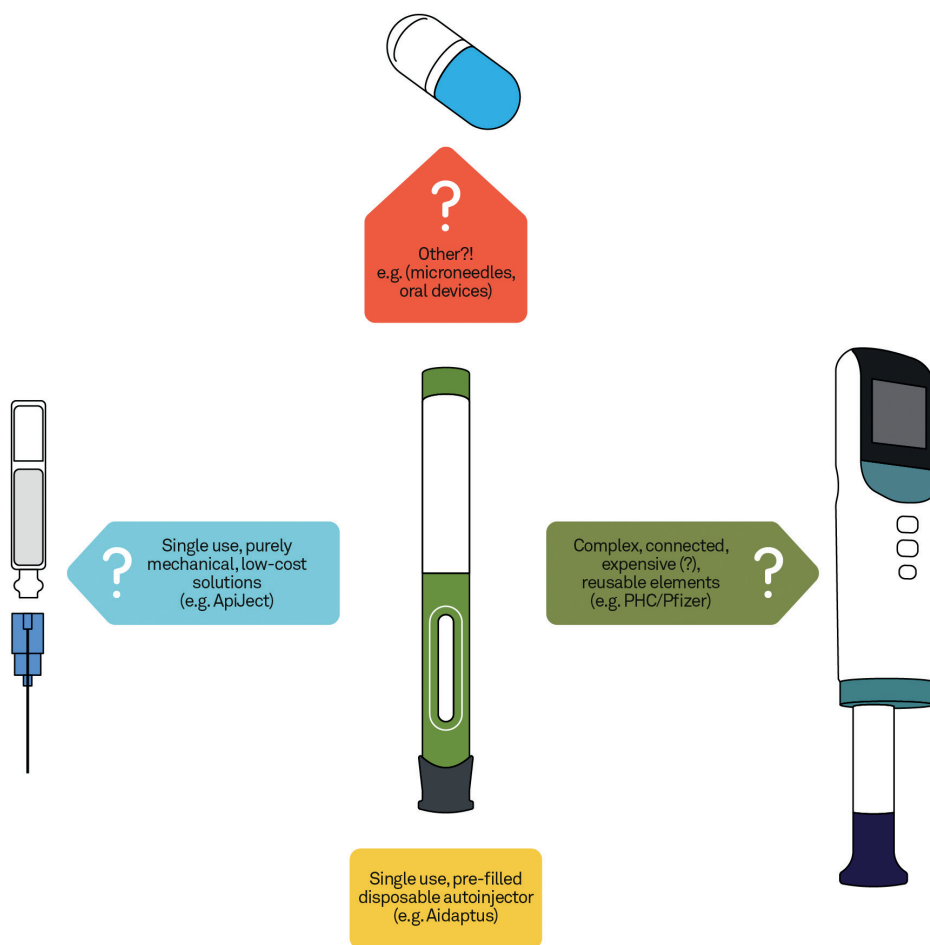 ?
Other?!
e.g. (microneedles,
oral devices)
Single use, purely
mechanical, low-cost
solutions
(e.g. ApiJect)
?
Complex, connected,
expensive (?),
reusable elements
(e.g. PHC/Pfizer)
?
Single use, pre-filled
disposable autoinjector
(e.g. Aidaptus)